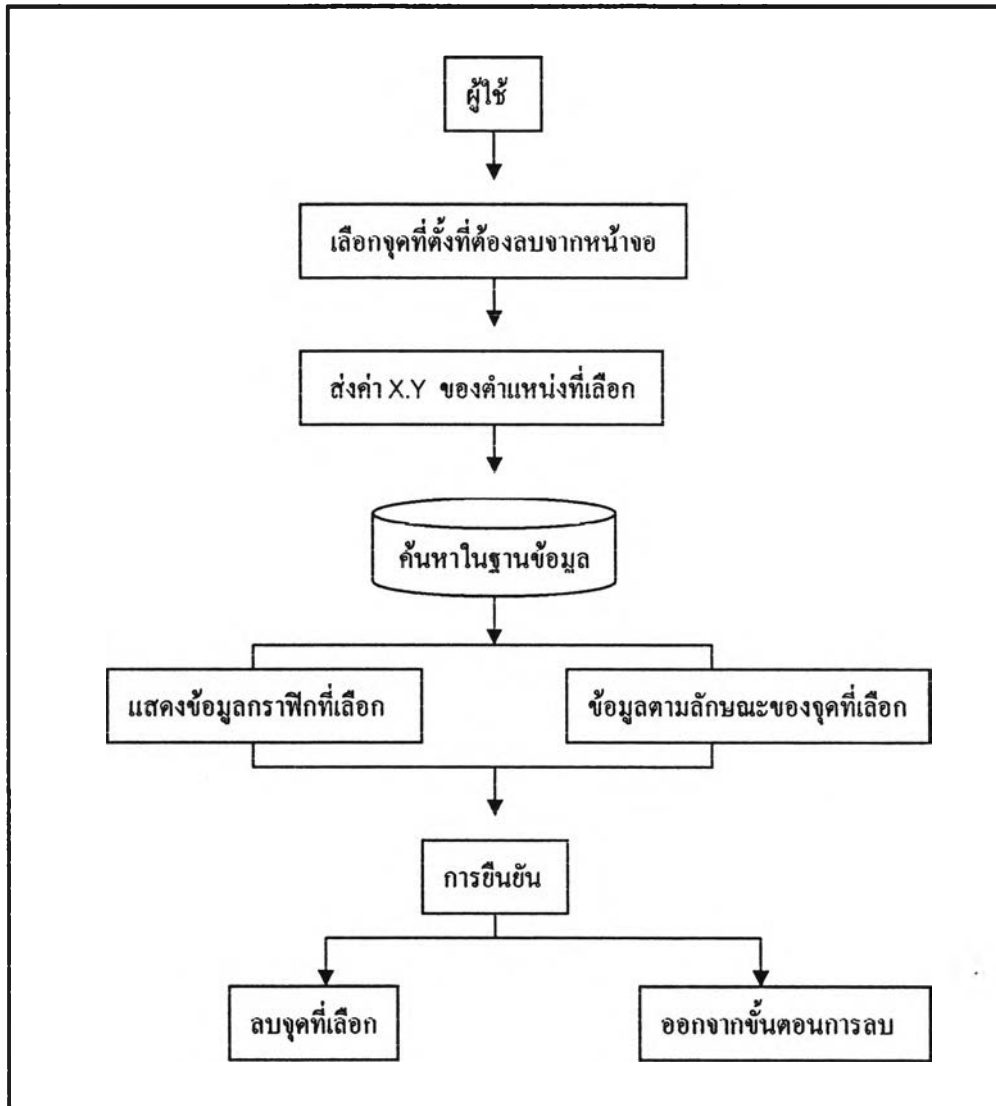 ผู้ใช้
เลือกจุดที่ตั้งที่ต้องลบจากหน้าจอ
ส่งค่า X.Y ของตำแหน่งที่เลือก
ค้นหาในฐานข้อมูล
แสดงข้อมูลกราฟิกที่เลือก
ข้อมูลตามลักษณะของจุดที่เลือก
การยืนยัน
ลบจุดที่เลือก
ออกจากขั้นตอนการลบ